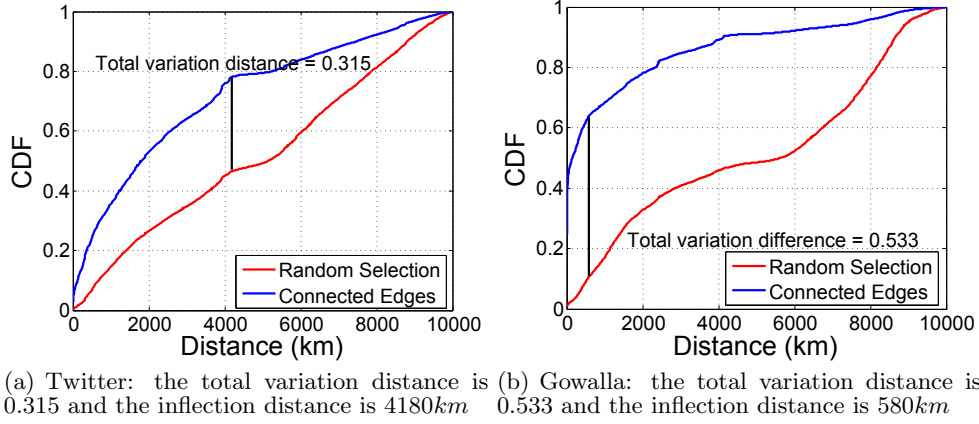 1
0.8
0.6
0.4
0.2
0
CDF
Total variation distance = 0.315
Random Selection
Connected Edges
0 2000 4000 6000 8000 10000
Distance (km)
1
0.8
0.6
0.4
0.2
0
CDF
Total variation difference = 0.533
Random Selection
Connected Edges
0 2000 4000 6000 8000 10000
Distance (km)
(a) Twitter: the total variation distance is
0.315 and the inflection distance is 4180km
(b) Gowalla: the total variation distance is
0.533 and the inflection distance is 580km